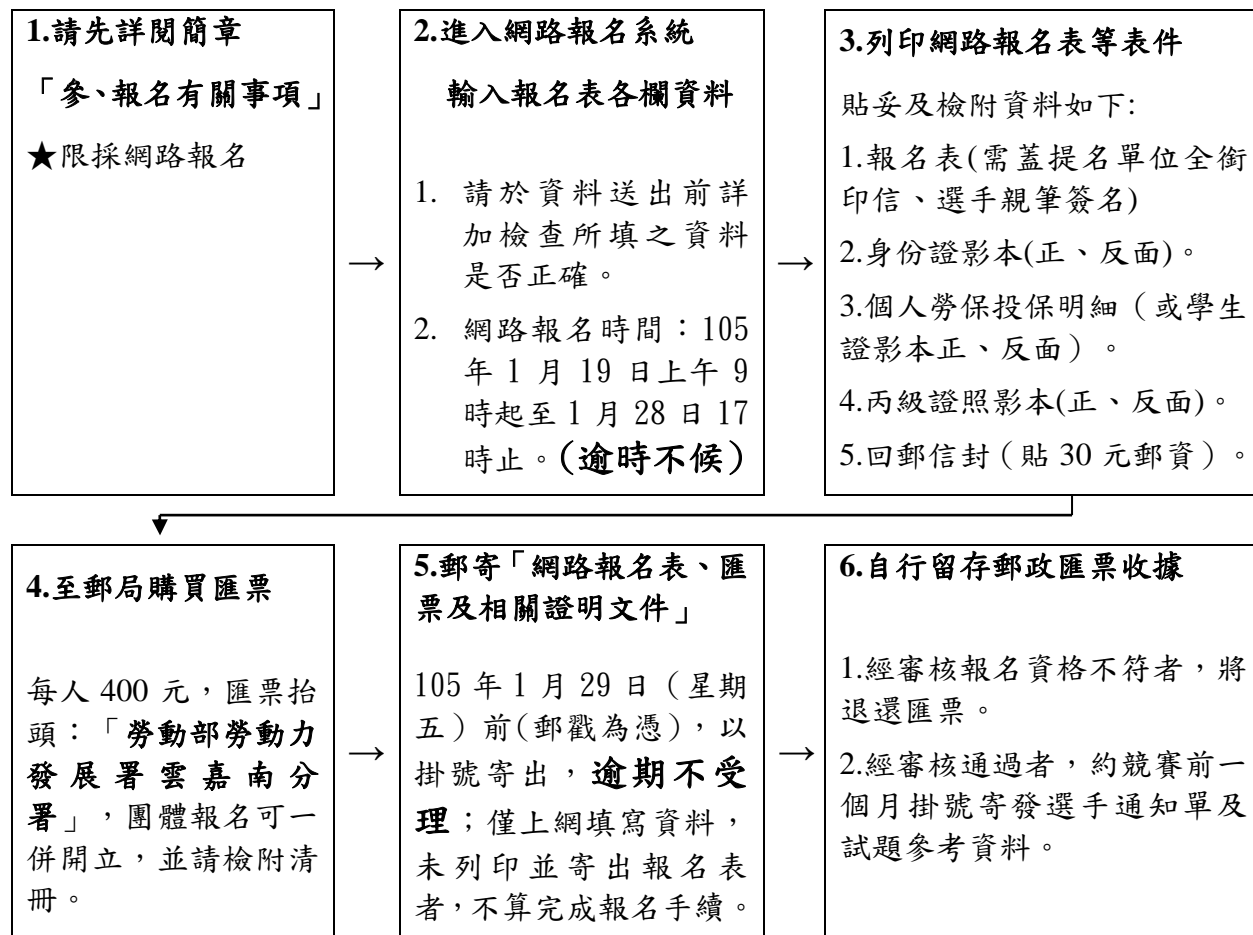 1.請先詳閱簡章
「參、報名有關事項」
★限採網路報名
→
2.進入網路報名系統
輸入報名表各欄資料
1. 請於資料送出前詳
加檢查所填之資料
是否正確。
2. 網路報名時間：105
年 1 月 19 日上午 9
時起至 1 月 28 日 17
時止。(逾時不候)
→
3.列印網路報名表等表件
貼妥及檢附資料如下:
1.報名表(需蓋提名單位全銜
印信、選手親筆簽名)
2.身份證影本(正、反面)。
3.個人勞保投保明細（或學生
證影本正、反面）。
4.丙級證照影本(正、反面)。
5.回郵信封（貼 30 元郵資）。
4.至郵局購買匯票
每人 400 元，匯票抬
頭：「勞動部勞動力
發展署雲嘉南分
署」，團體報名可一
併開立，並請檢附清
冊。
→
5.郵寄「網路報名表、匯
票及相關證明文件」
105 年 1 月 29 日（星期
五）前(郵戳為憑)，以
掛號寄出，逾期不受
理；僅上網填寫資料，
未列印並寄出報名表
者，不算完成報名手續。
→
6.自行留存郵政匯票收據
1.經審核報名資格不符者，將
退還匯票。
2.經審核通過者，約競賽前一
個月掛號寄發選手通知單及
試題參考資料。